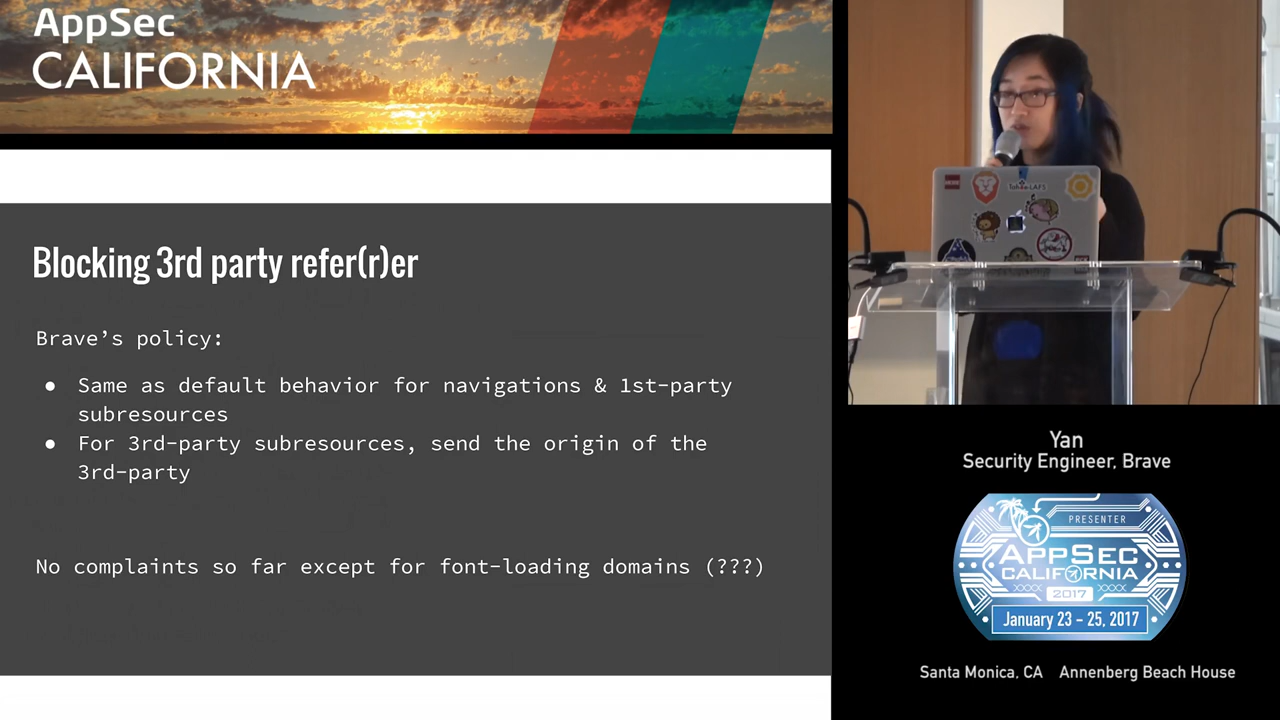 AppSec
CALIFORNIA
Blocking 3rd party refer(r)er
Brave’s policy:
● Same as default behavior for navigations & 1st-party
subresources
● For 3rd-party subresources, send the origin of the
3rd-party
No complaints so far except for font-loading domains (???)
Yan
Security Engineer, Brave
PRESENTER
APPSEC
CALIFORNIA
2017
January 23 – 25, 2017
Santa Monica, CA Annenberg Beach House